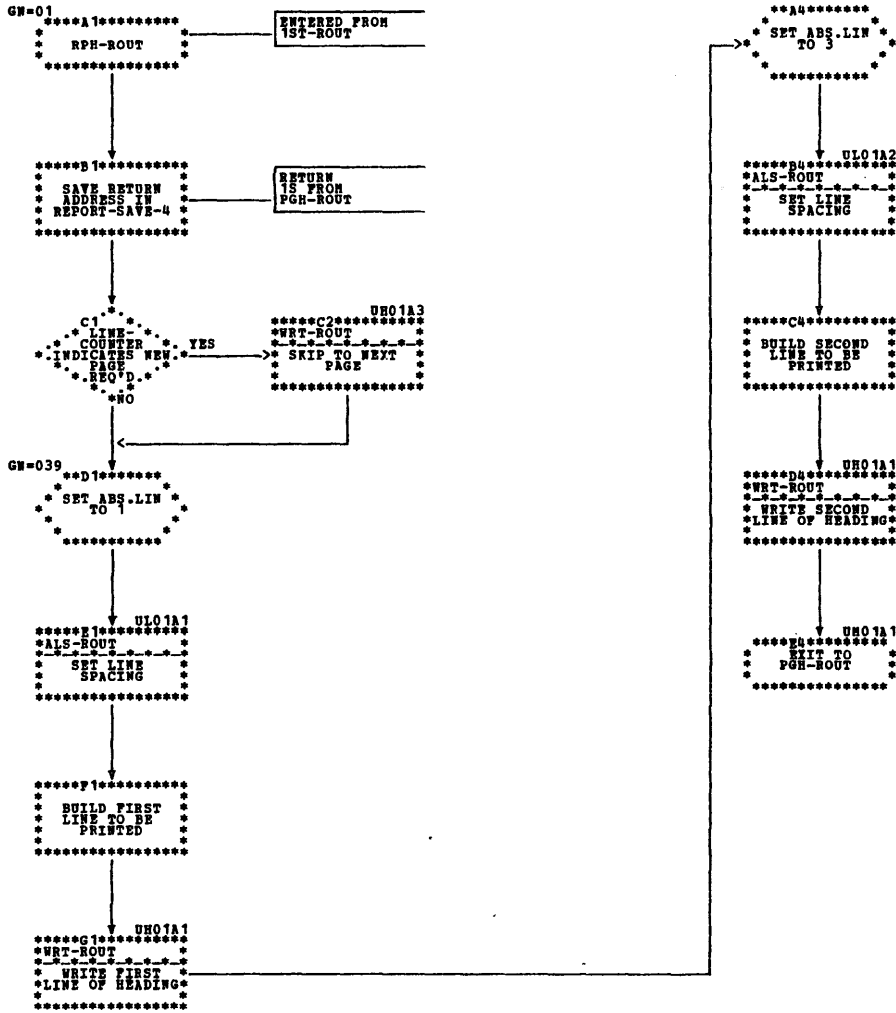 GN=01
*****A1*********
RPH-ROUT
ENTERED FROM
1ST-ROUT
*****B1**********
SAVE RETURN
ADDRESS IN
REPORT-SAVE-4
RETURN
IS FROM
PGH-ROUT
C1
LINE-
COUNTER
INDICATES NEW
PAGE
REQ'D.
YES
*NO
UH01A3
*****C2**********
*WRT-ROUT
SKIP TO NEXT
PAGE
GN=039
**D1*******
SET ABS.LIN
TO 1
UL01A1
*****E1**********
*ALS-ROUT
SET LINE
SPACING
*****F1**********
BUILD FIRST
LINE TO BE
PRINTED
UH01A1
*****G1**********
*WRT-ROUT
WRITE FIRST
*LINE OF HEADING*
**A4*******
SET ABS.LIN
TO 3
UL01A2
*****B4**********
*ALS-ROUT
SET LINE
SPACING
*****C4**********
BUILD SECOND
LINE TO BE
PRINTED
UH01A1
*****D4**********
*WRT-ROUT
WRITE SECOND
*LINE OF HEADING*
UM01A1
*****E4*********
EXIT TO
PGH-ROUT